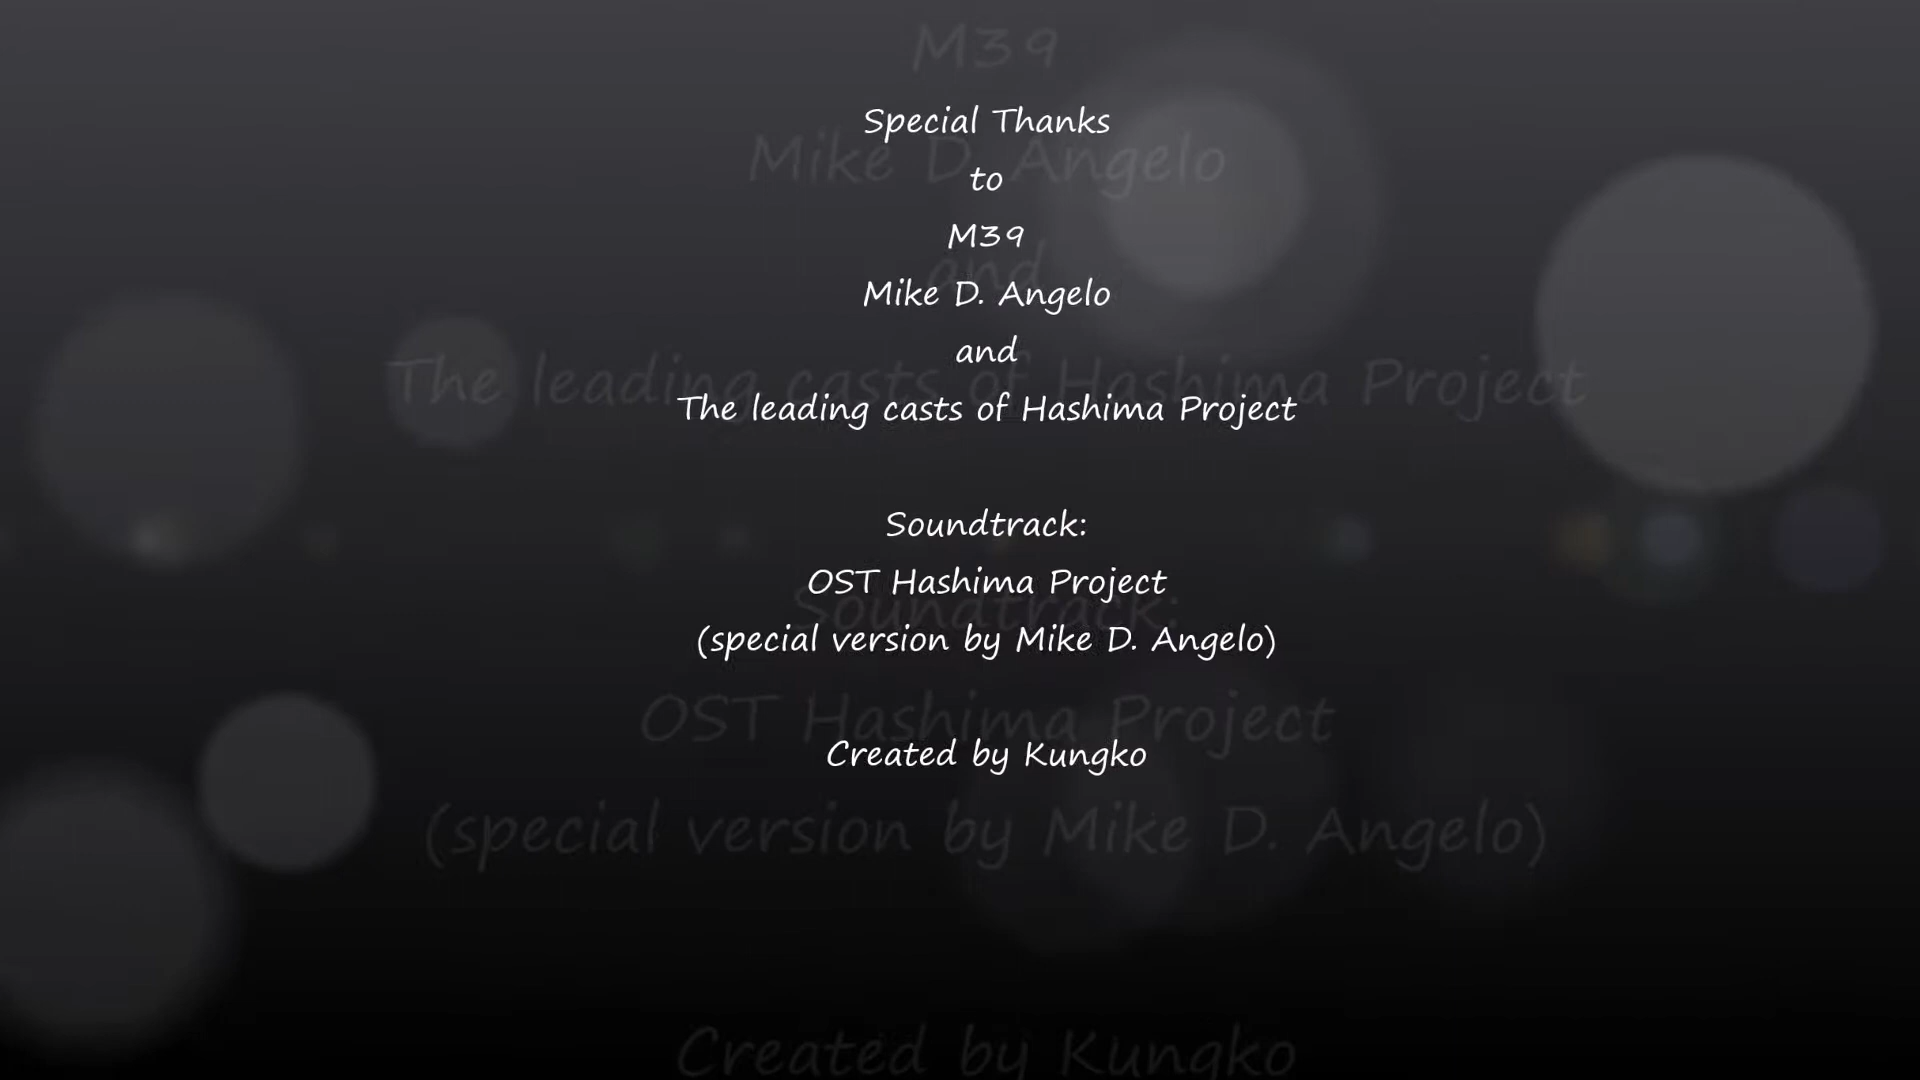 Special Thanks
to
M39
Mike D. Angelo
and
The leading casts of Hashima Project
Soundtrack:
OST Hashima Project
(special version by Mike D. Angelo)
Created by Kungko